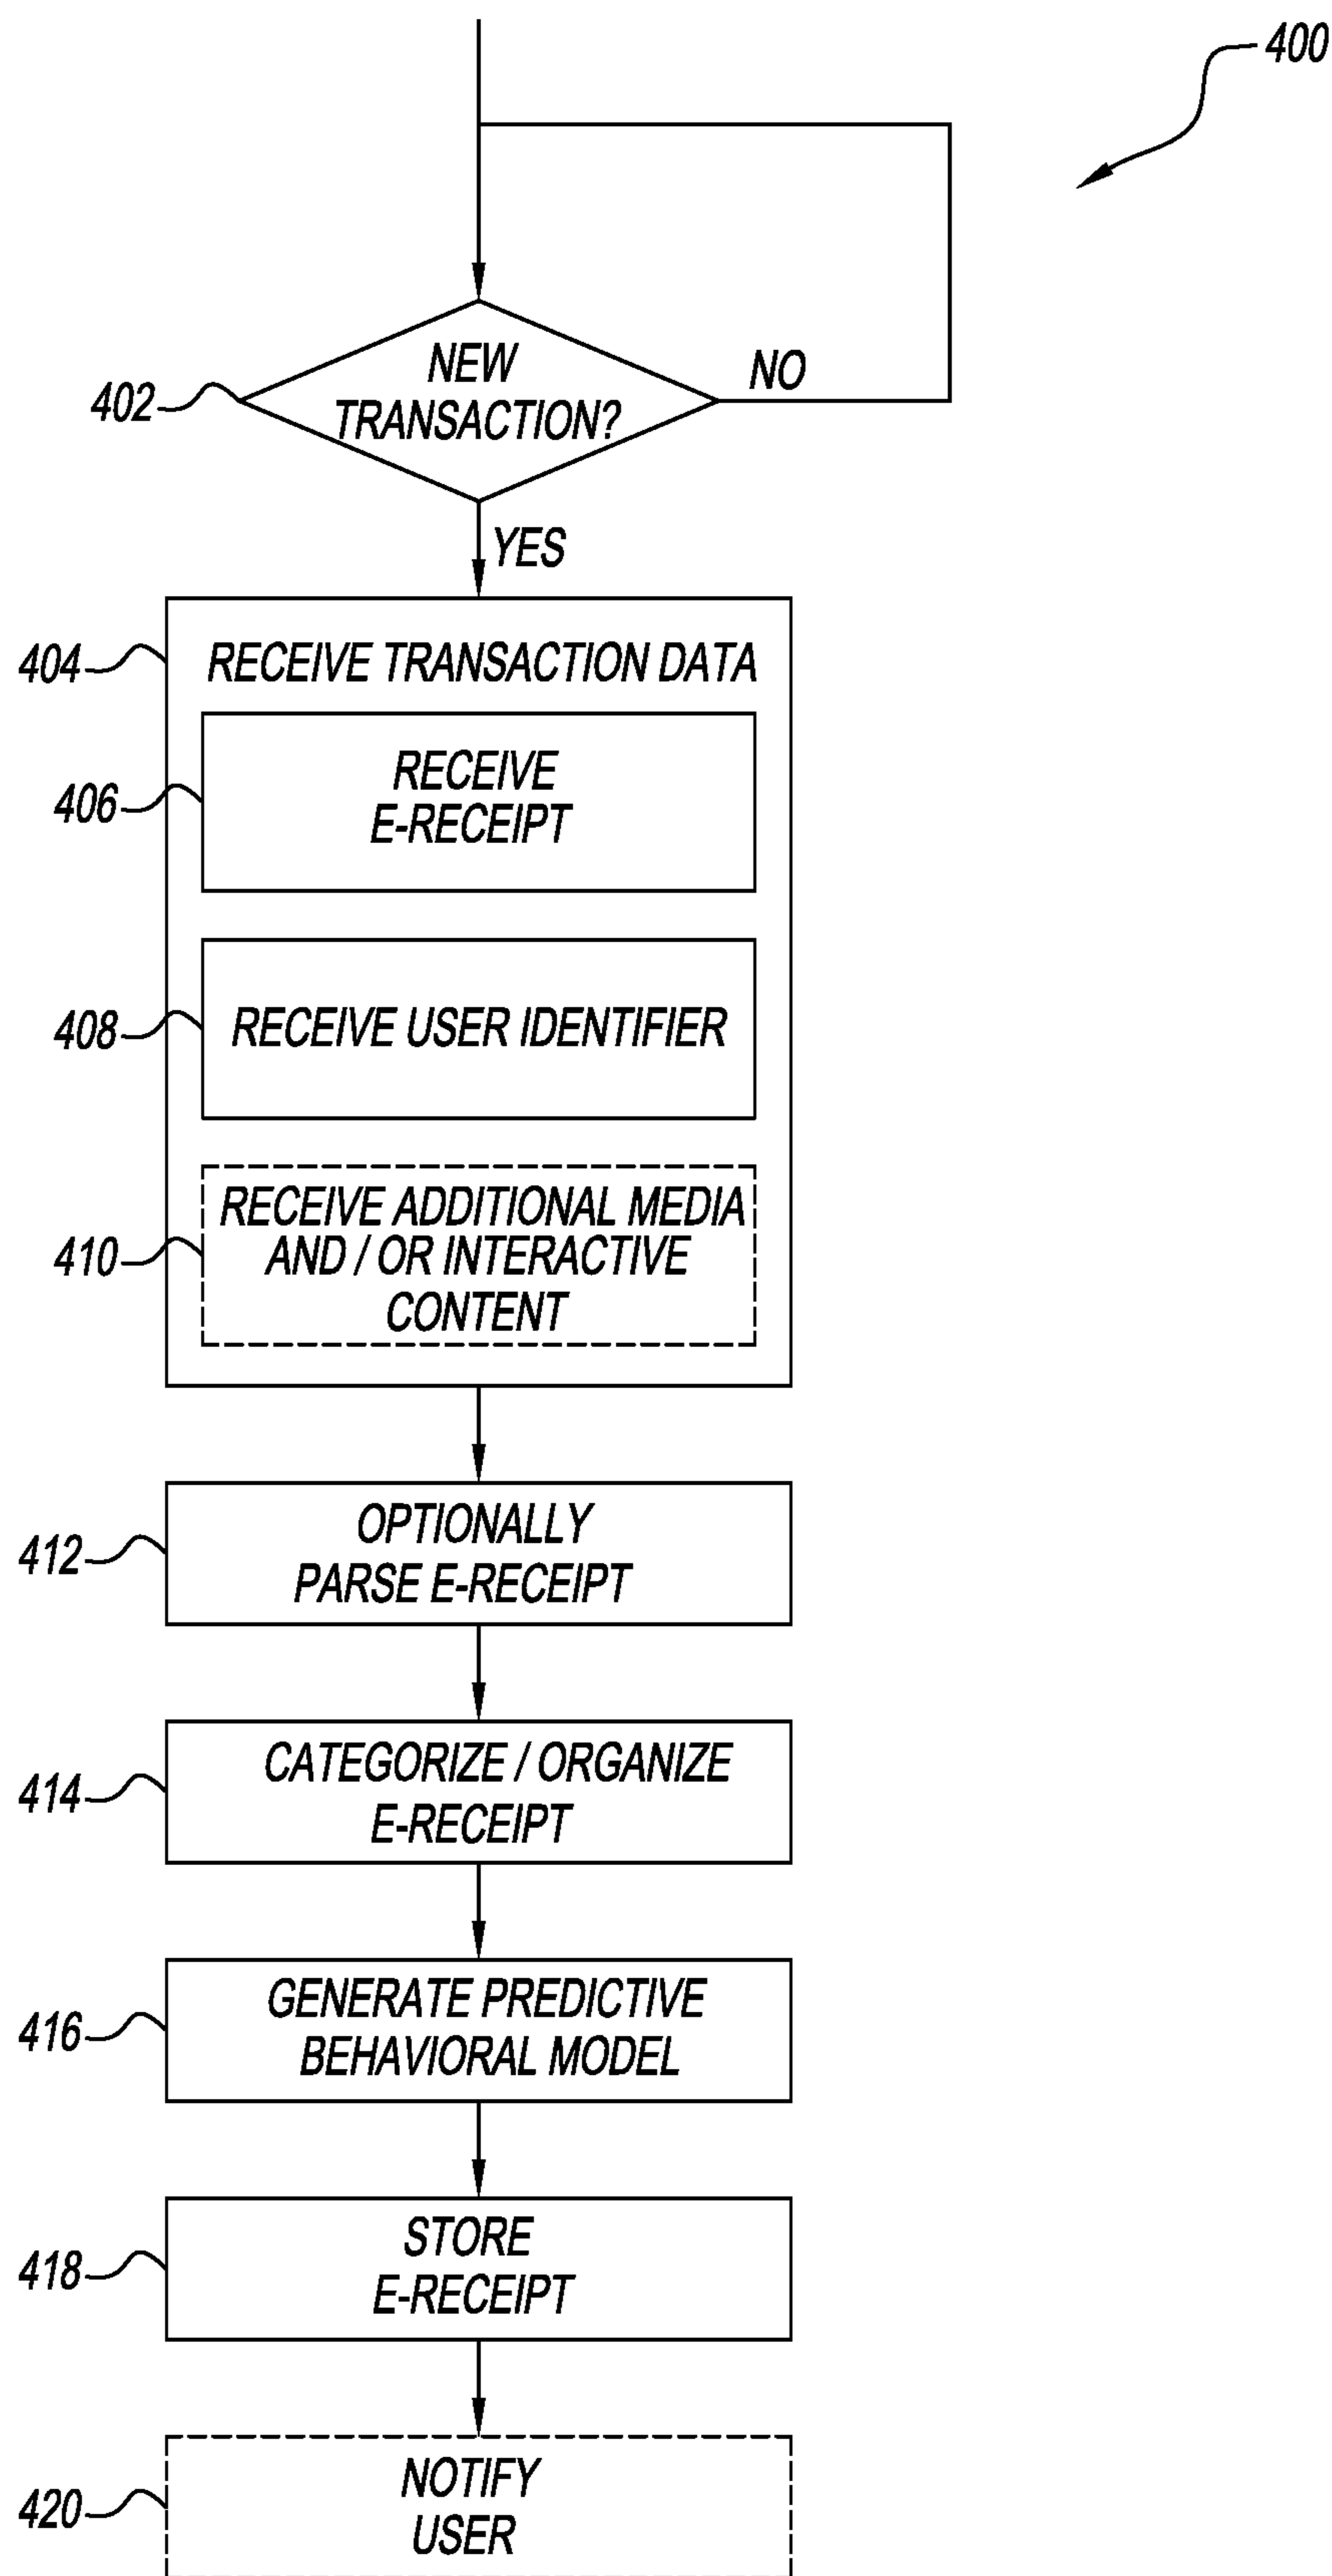 400
NEW
TRANSACTION?
402
NO
YES
404
RECEIVE TRANSACTION DATA
406
RECEIVE
E-RECEIPT
408
RECEIVE USER IDENTIFIER
410
RECEIVE ADDITIONAL MEDIA
AND / OR INTERACTIVE
CONTENT
412
OPTIONALLY
PARSE E-RECEIPT
414
CATEGORIZE / ORGANIZE
E-RECEIPT
416
GENERATE PREDICTIVE
BEHAVIORAL MODEL
418
STORE
E-RECEIPT
420
NOTIFY
USER